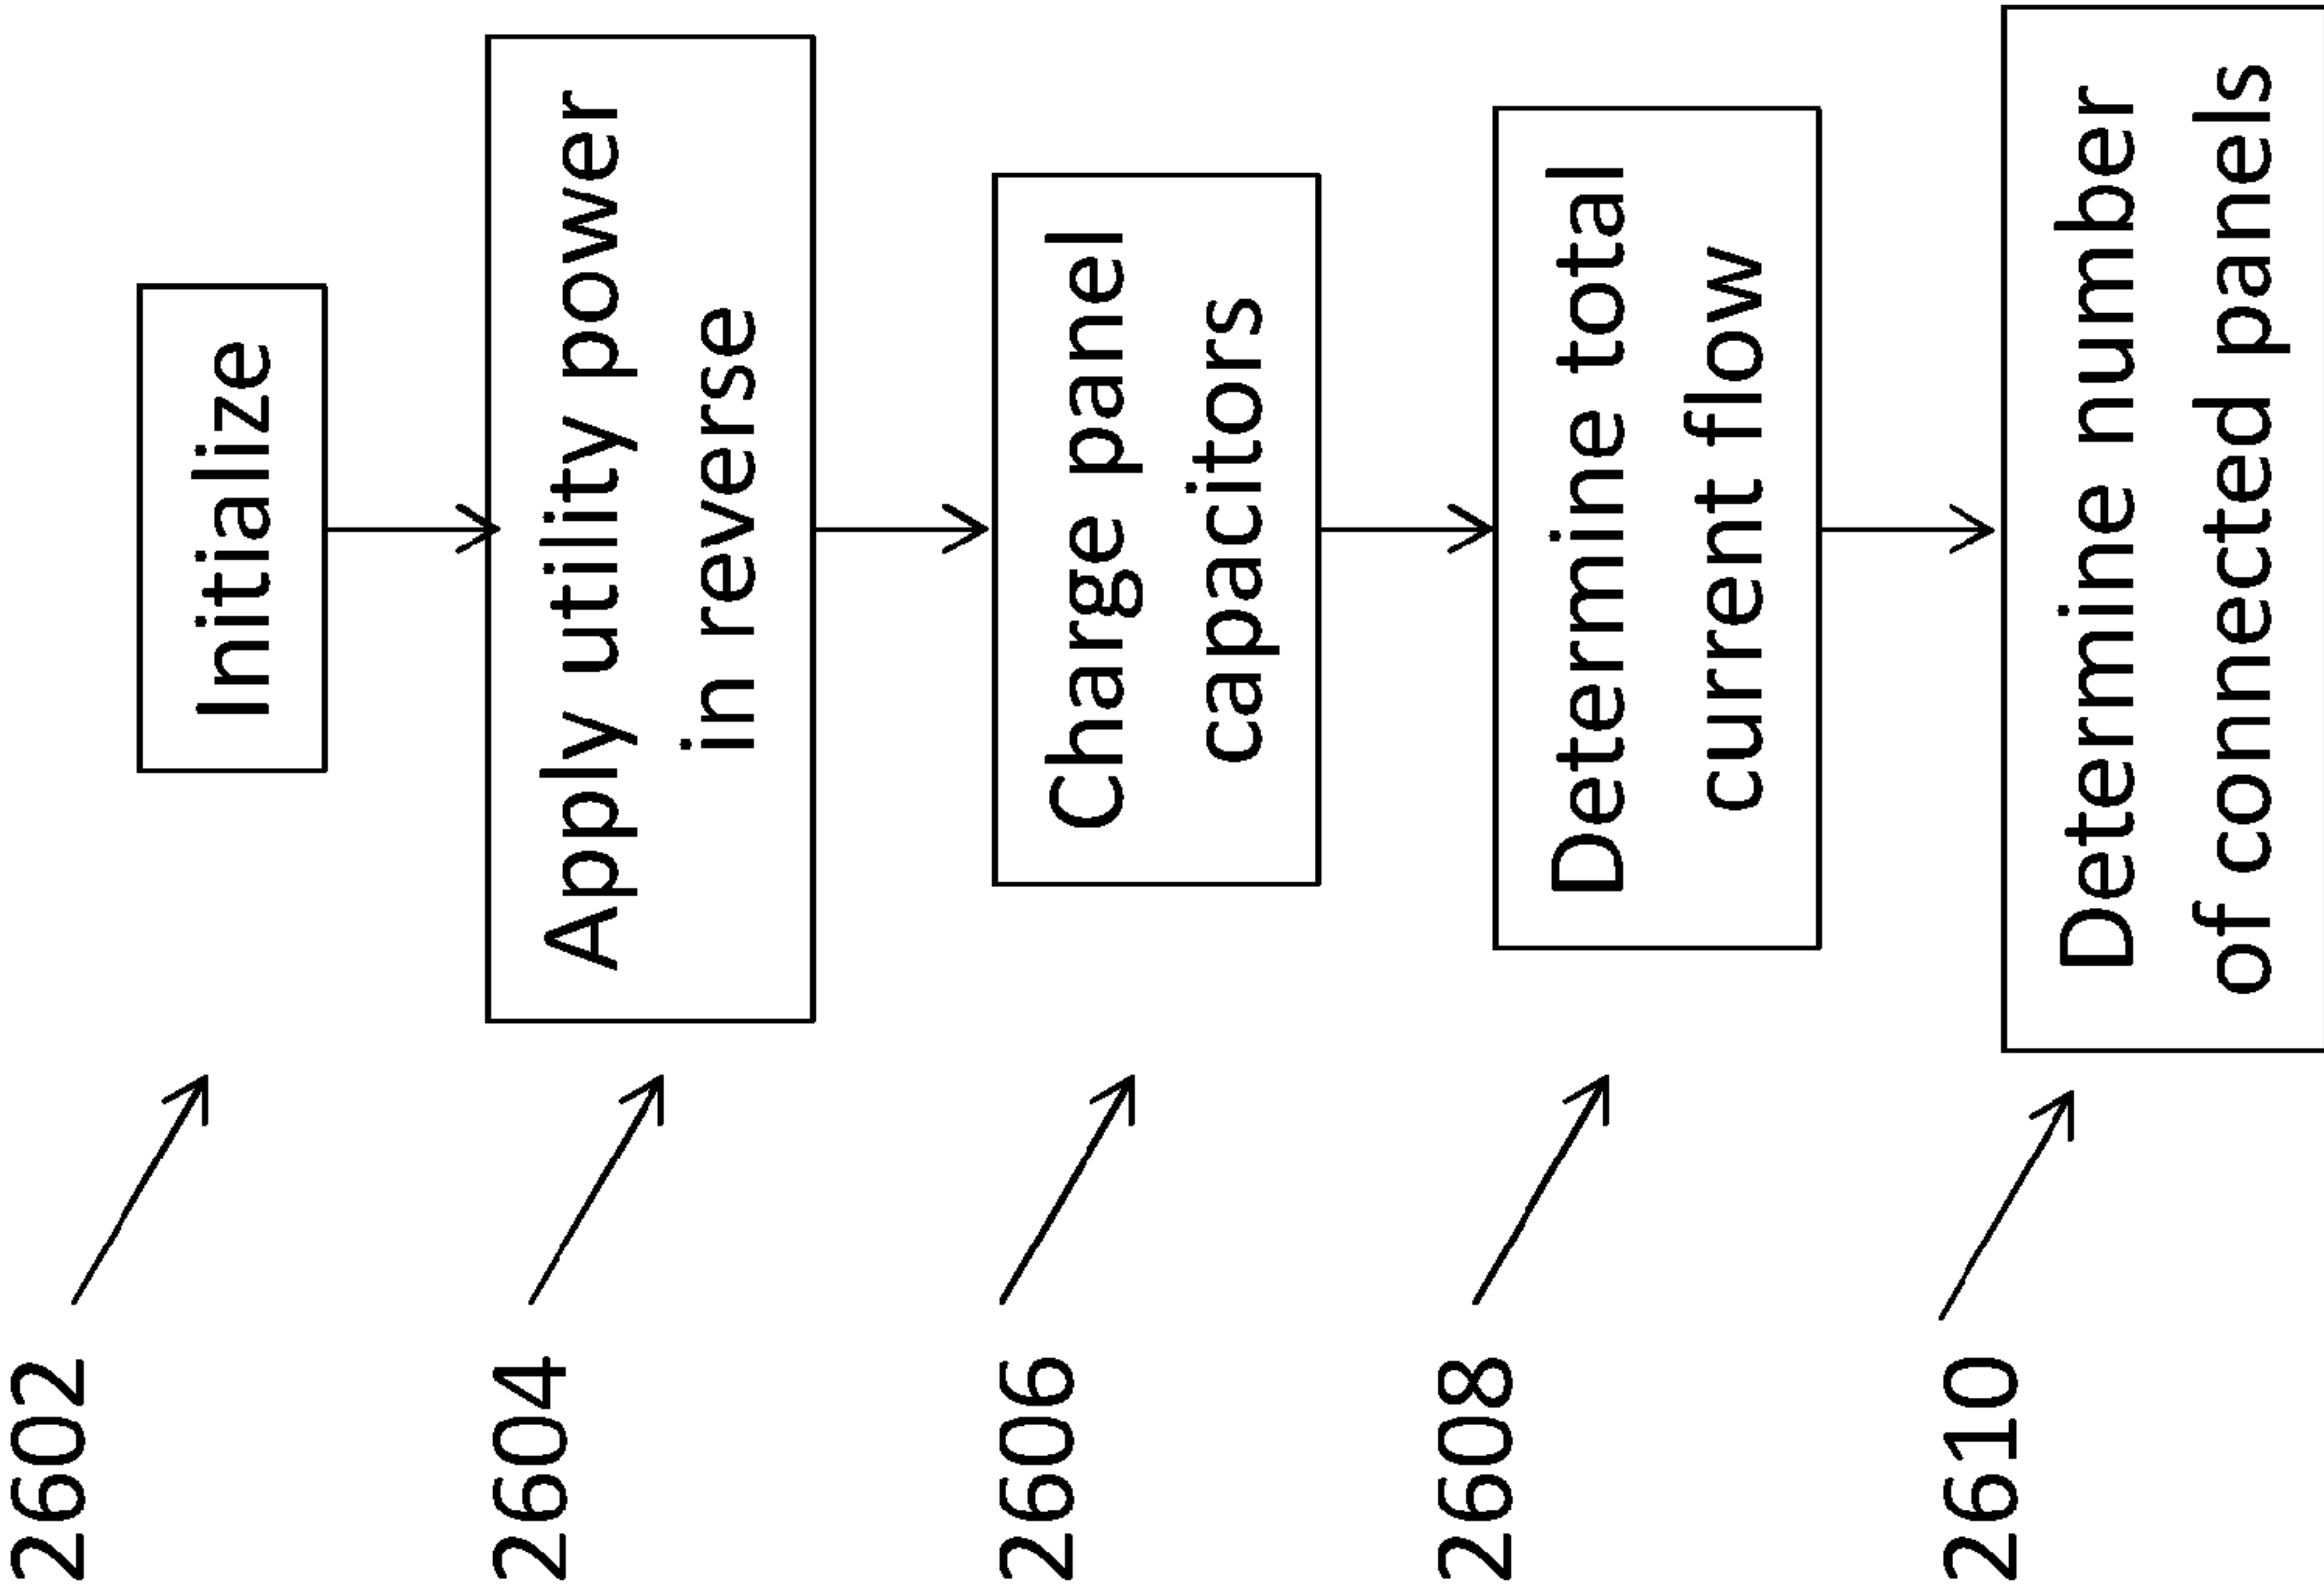 2602
Initialize
2604
Apply utility power
in reverse
2606
Charge panel
capacitors
2608
Determine total
current flow
2610
Determine number
of connected panels